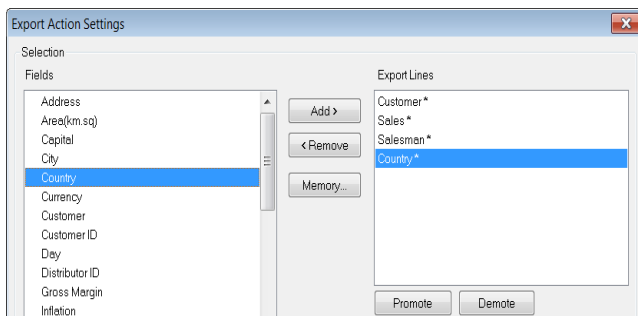 Export Action Settings
Selection
Fields
Export Lines
Address
Area(km.sq)
Capital
City
Country
Currency
Customer
Customer ID
Day
Distributor ID
Gross Margin
Inflation
Add >
< Remove
Memory...
Customer *
Sales *
Salesman *
Country *
Promote
Demote